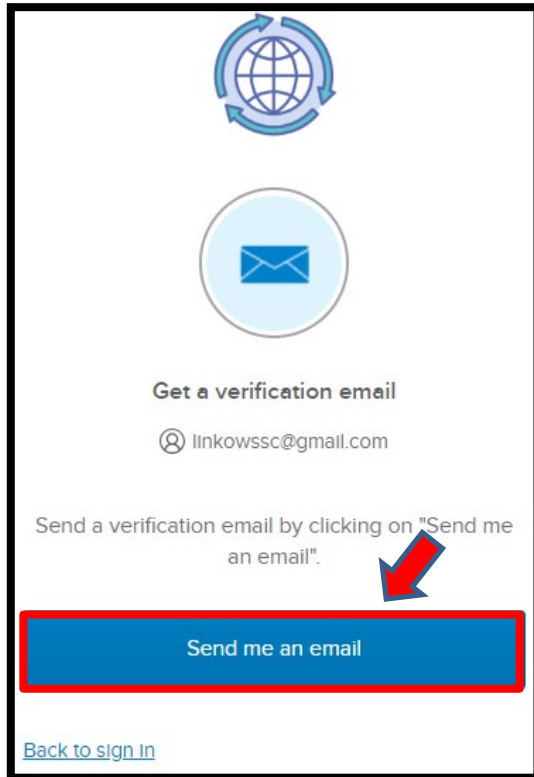 Get a verification email
linkowssc@gmail.com
Send a verification email by clicking on "Send me
an email".
Send me an email
Back to sign in